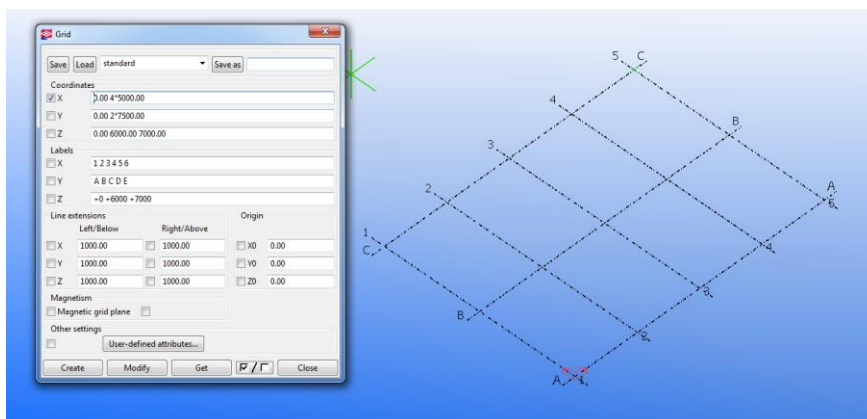 Grid
Save Load standard Save as
Coordinates
X 0.00 4*5000.00
Y 0.00 2*7500.00
Z 0.00 6000.00 7000.00
Labels
X 1 2 3 4 5 6
Y A B C D E
Z +0 +6000 +7000
Line extensions Origin
Left/Below Right/Above
X 1000.00 1000.00 X0 0.00
Y 1000.00 1000.00 Y0 0.00
Z 1000.00 1000.00 Z0 0.00
Magnetism
Magnetic grid plane
Other settings
User-defined attributes...
Create Modify Get / Close
5 C
4
B
3
2 A
5
1
4
C
3
B
2
A 1